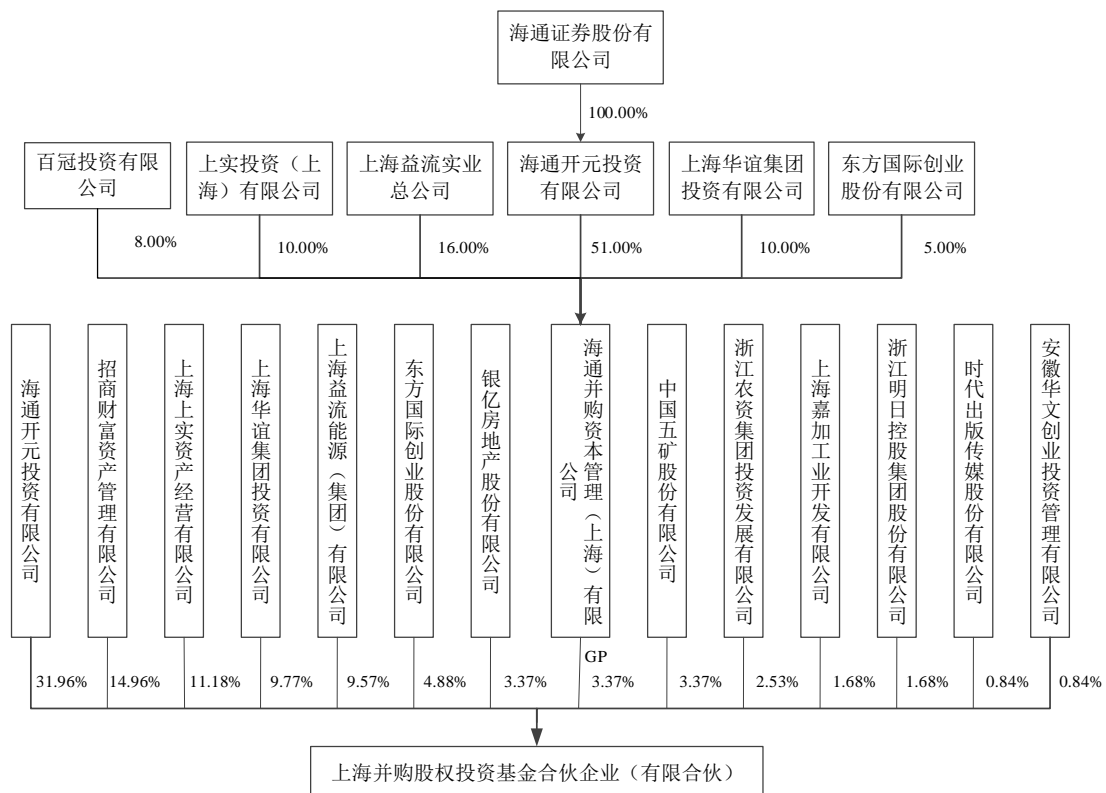 海通证券股份有
限公司
100.00%
百冠投资有限
公司
上实投资（上
海）有限公司
上海益流实业
总公司
海通开元投资
有限公司
上海华谊集团
投资有限公司
东方国际创业
股份有限公司
8.00%
10.00%
16.00%
51.00%
10.00%
5.00%
海通开元投资有限公司
招商财富资产管理有限公司
上海上实资产经营有限公司
上海华谊集团投资有限公司
上海益流能源（集团）有限公司
东方国际创业股份有限公司
银亿房地产股份有限公司
海通并购资本管理（上海）有限
公司
中国五矿股份有限公司
浙江农资集团投资发展有限公司
上海嘉加工业开发有限公司
浙江明日控股集团股份有限公司
时代出版传媒股份有限公司
安徽华文创业投资管理有限公司
GP
31.96%
14.96%
11.18%
9.77%
9.57%
4.88%
3.37%
3.37%
3.37%
2.53%
1.68%
1.68%
0.84%
0.84%
上海并购股权投资基金合伙企业（有限合伙）